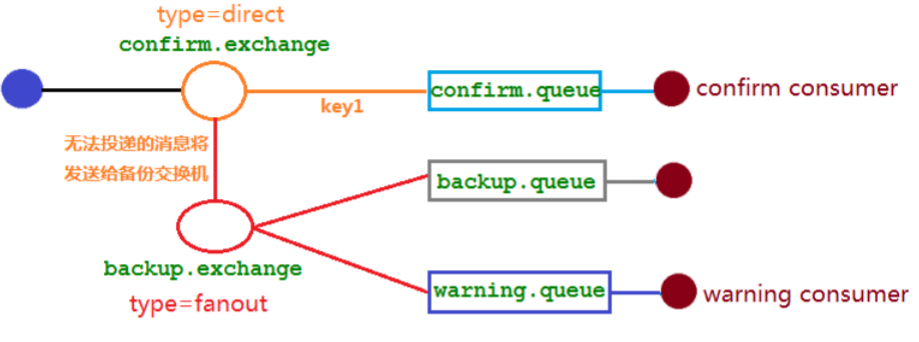 type=direct
confirm.exchange
key1
confirm.queue
confirm consumer
无法投递的消息将
发送给备份交换机
backup.queue
backup.exchange
type=fanout
warning.queue
warning consumer